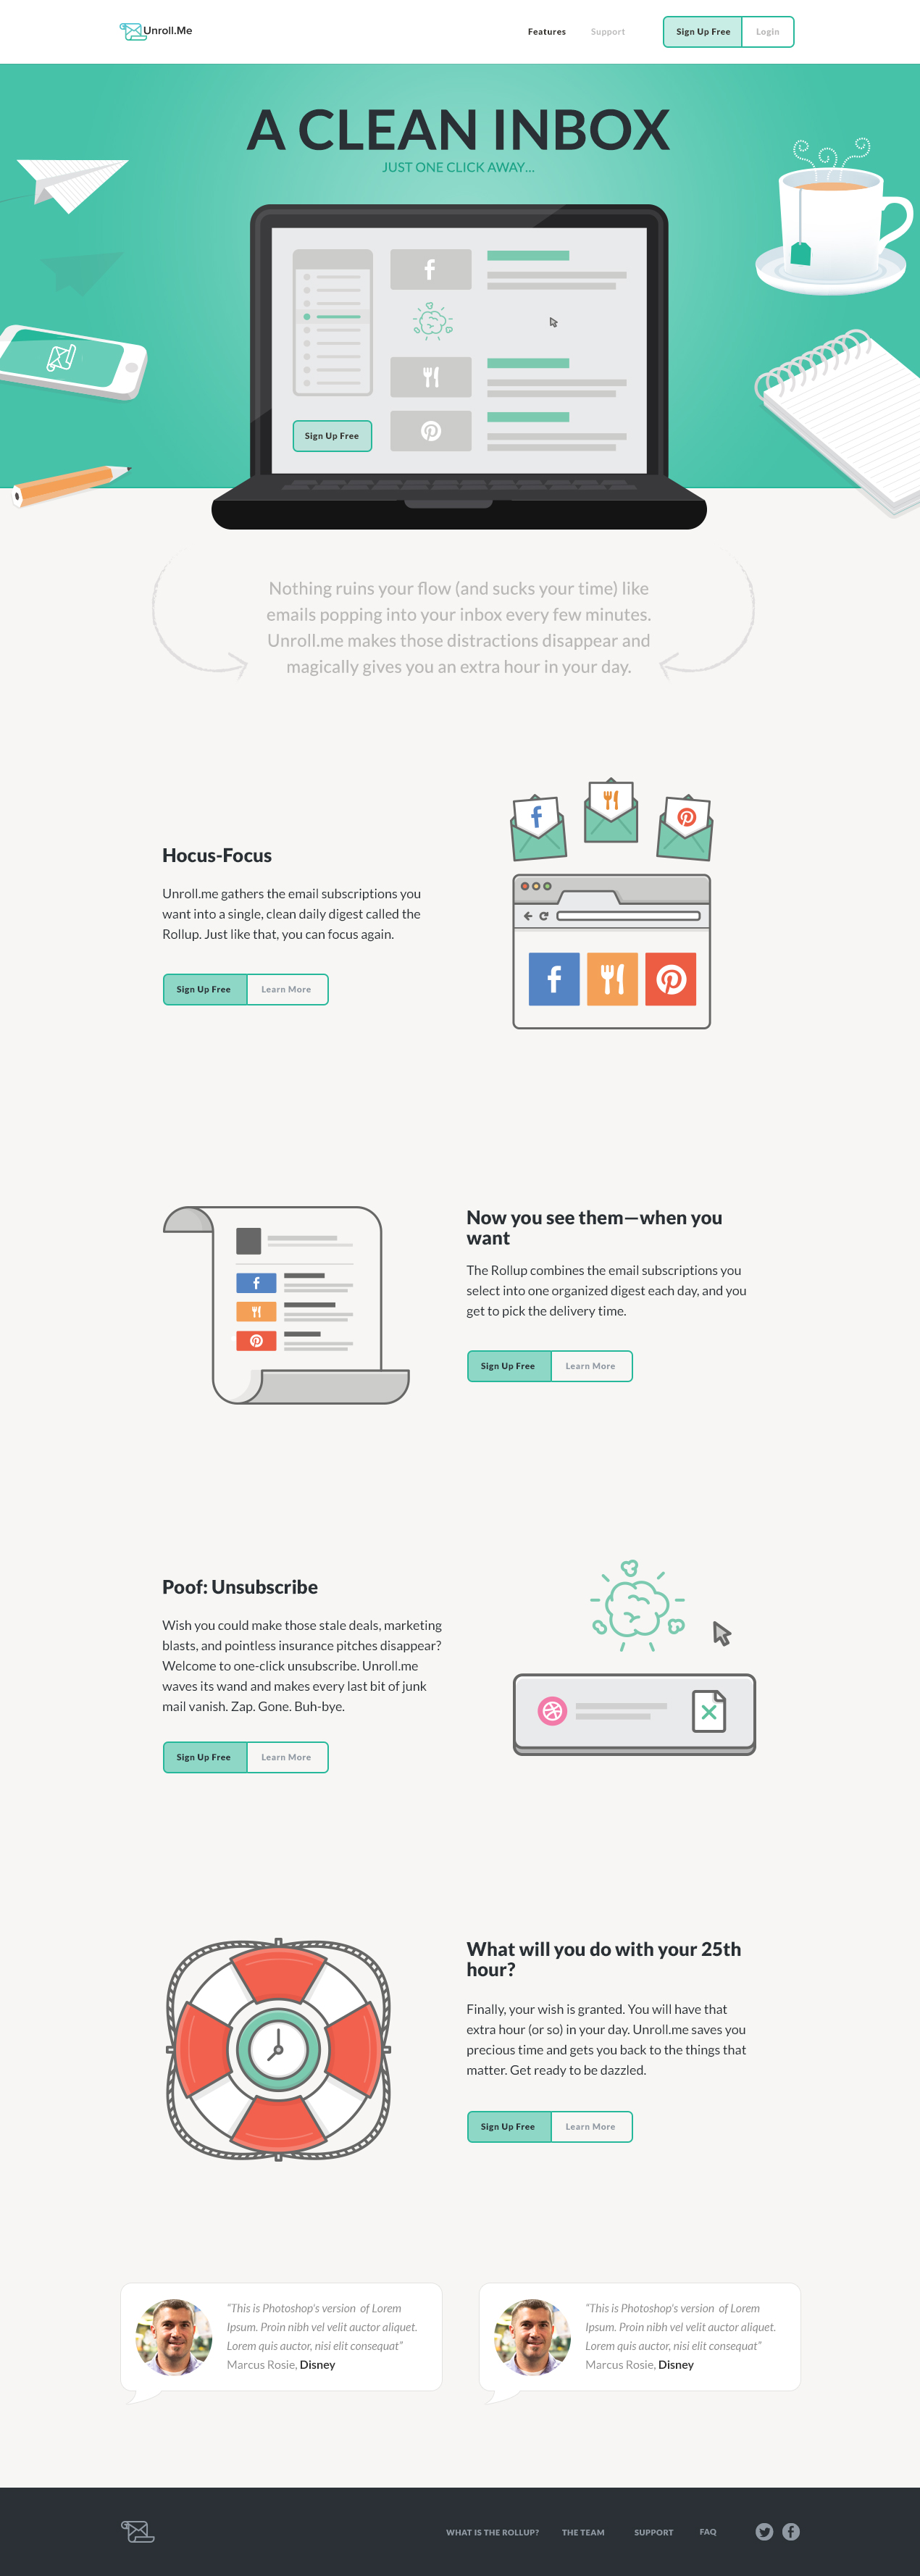 Unroll.Me
Features
Support
Sign Up Free
Login
A CLEAN INBOX
JUST ONE CLICK AWAY...
Sign Up Free
Nothing ruins your flow (and sucks your time) like
emails popping into your inbox every few minutes.
Unroll.me makes those distractions disappear and
magically gives you an extra hour in your day.
Hocus-Focus
Unroll.me gathers the email subscriptions you
want into a single, clean daily digest called the
Rollup. Just like that, you can focus again.
Sign Up Free
Learn More
Now you see them—when you
want
The Rollup combines the email subscriptions you
select into one organized digest each day, and you
get to pick the delivery time.
Sign Up Free
Learn More
Poof: Unsubscribe
Wish you could make those stale deals, marketing
blasts, and pointless insurance pitches disappear?
Welcome to one-click unsubscribe. Unroll.me
waves its wand and makes every last bit of junk
mail vanish. Zap. Gone. Buh-bye.
Sign Up Free
Learn More
What will you do with your 25th
hour?
Finally, your wish is granted. You will have that
extra hour (or so) in your day. Unroll.me saves you
precious time and gets you back to the things that
matter. Get ready to be dazzled.
Sign Up Free
Learn More
“This is Photoshop's version  of Lorem
Ipsum. Proin nibh vel velit auctor aliquet.
Lorem quis auctor, nisi elit consequat”
Marcus Rosie, Disney
“This is Photoshop's version  of Lorem
Ipsum. Proin nibh vel velit auctor aliquet.
Lorem quis auctor, nisi elit consequat”
Marcus Rosie, Disney
WHAT IS THE ROLLUP?
THE TEAM
SUPPORT
FAQ